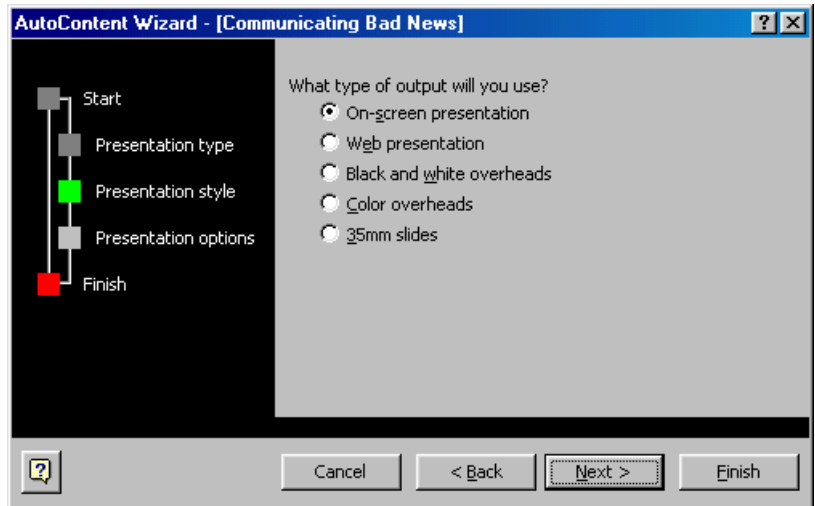 AutoContent Wizard - [Communicating Bad News]
Start
Presentation type
Presentation style
Presentation options
Finish
What type of output will you use?
On-screen presentation
Web presentation
Black and white overheads
Color overheads
35mm slides
Cancel
< Back
Next >
Finish